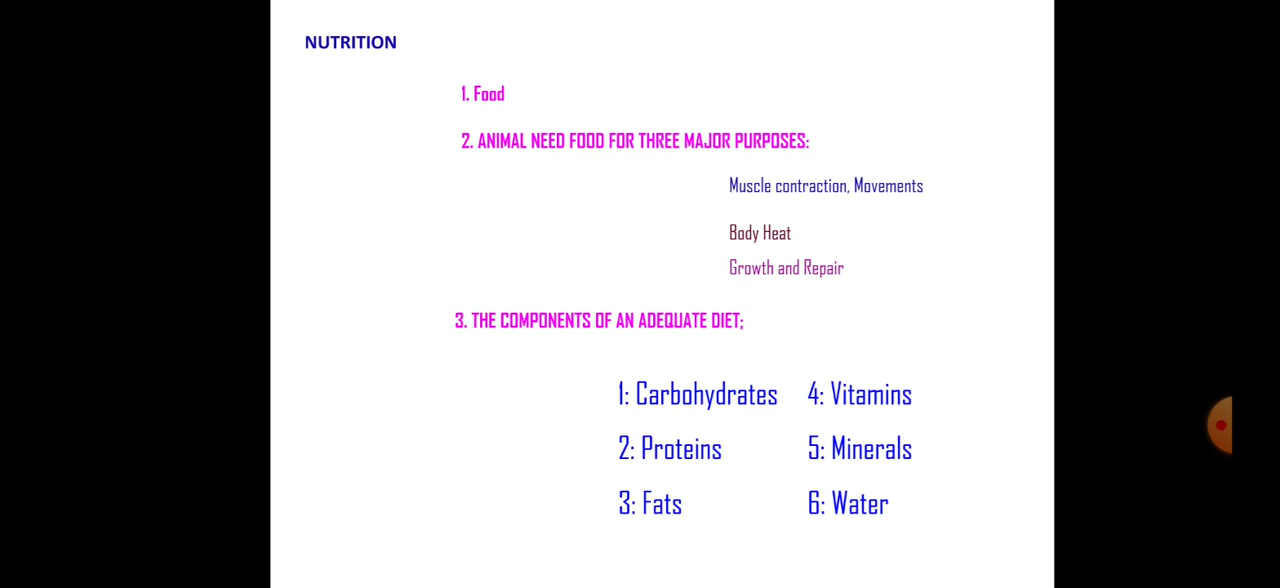 NUTRITION
1. Food
2. ANIMAL NEED FOOD FOR THREE MAJOR PURPOSES:
Muscle contraction, Movements
Body Heat
Growth and Repair
3. THE COMPONENTS OF AN ADEQUATE DIET;
1: Carbohydrates 4: Vitamins
2: Proteins 5: Minerals
3: Fats 6: Water